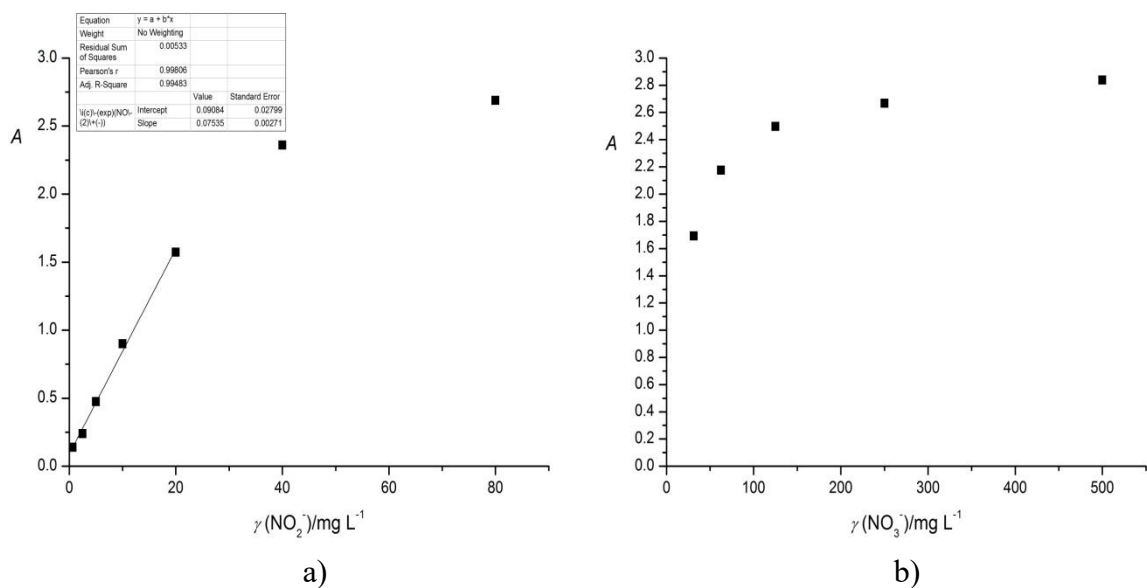 Equation y = a + b*x
Weight No Weighting
Residual Sum of Squares 0.00533
Pearson's r 0.99806
Adj. R-Square 0.99483
Value Standard Error
\i(c)\-(exp)(NO\-(2)\+(-)) Intercept 0.09084 0.02799
Slope 0.07535 0.00271
A
3.0
2.5
2.0
1.5
1.0
0.5
0.0
0 20 40 60 80
γ (NO₂⁻)/mg L⁻¹
a)
A
3.0
2.8
2.6
2.4
2.2
2.0
1.8
1.6
1.4
1.2
1.0
0.8
0.6
0.4
0.2
0.0
0 100 200 300 400 500
γ (NO₃⁻)/mg L⁻¹
b)